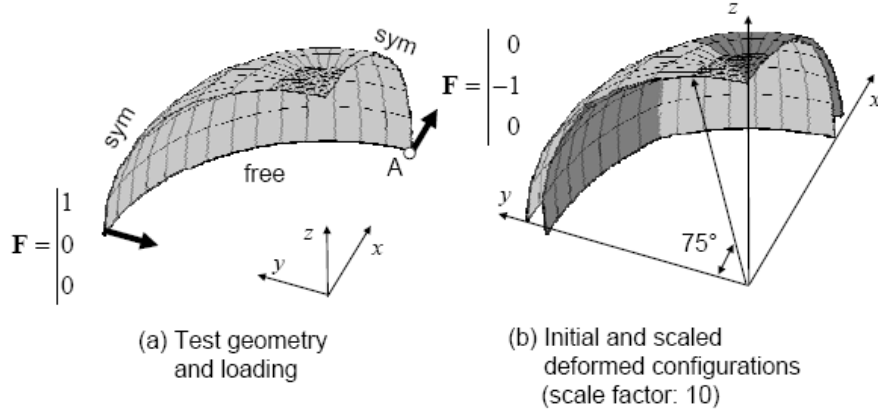 sym
sym
F = 0 −1 0
A
free
F = 1 0 0
z
y
x
(a) Test geometry
and loading
z
x
y
75°
(b) Initial and scaled
deformed configurations
(scale factor: 10)